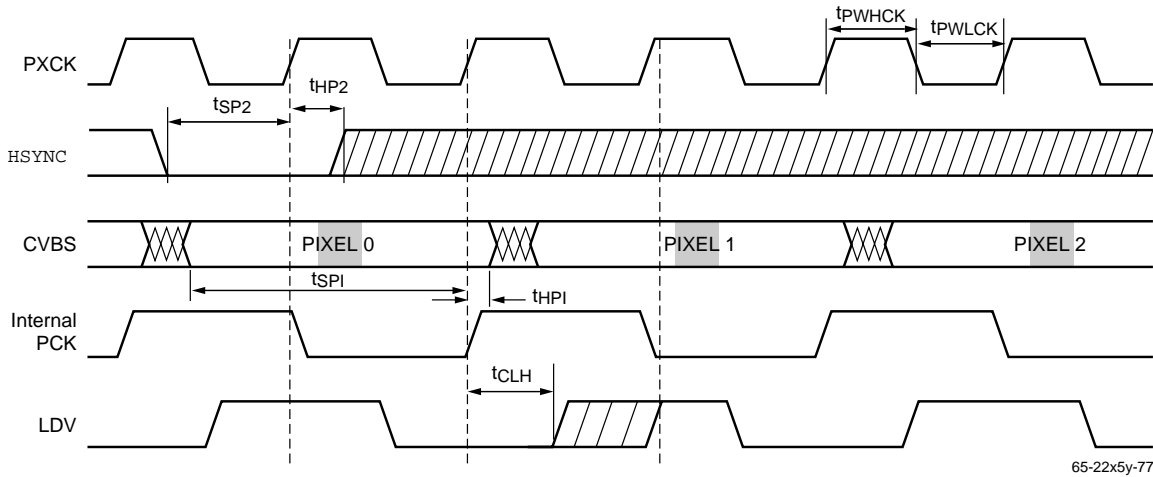 tPWHCK
tPWLCK
PXCK
tHP2
tSP2
HSYNC
CVBS
PIXEL 0
PIXEL 1
PIXEL 2
tSPI
tHPI
Internal
PCK
tCLH
LDV
65-22x5y-77